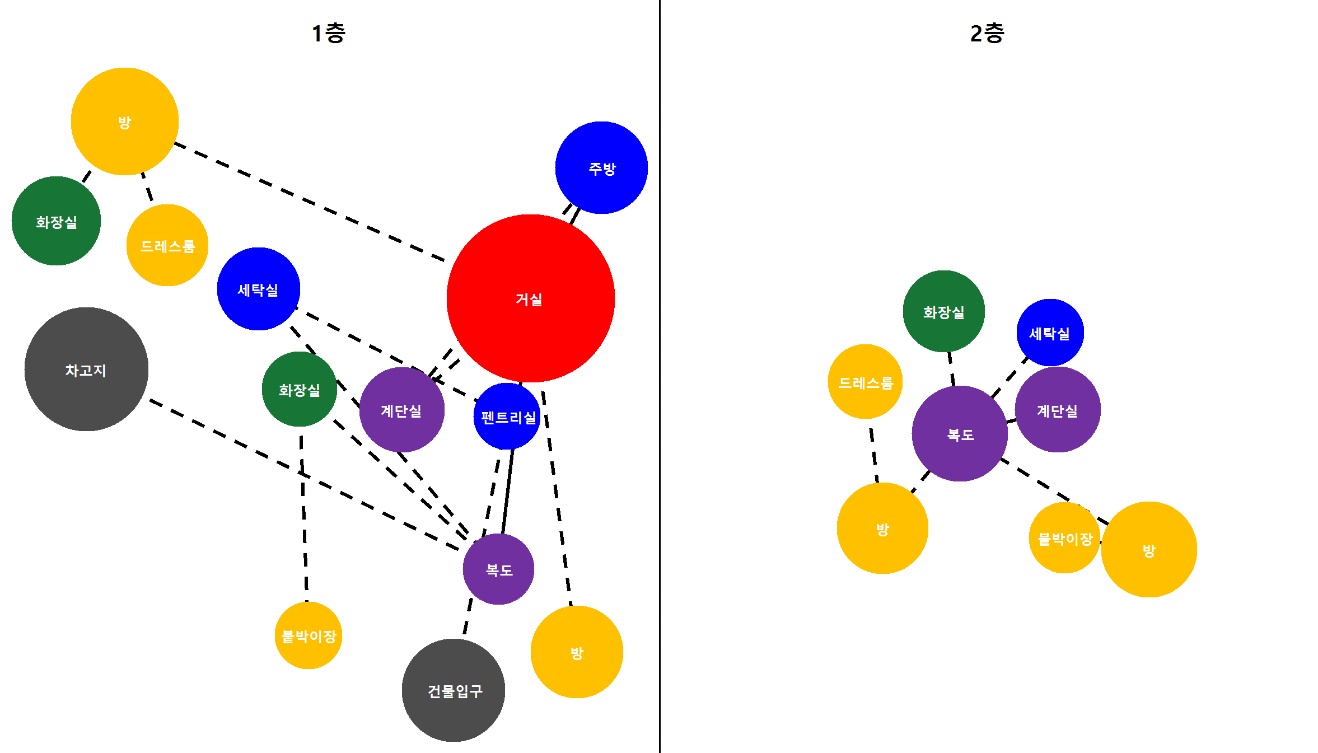 1층
방
주방
화장실
드레스룸
세탁실
거실
차고지
화장실
계단실
펜트리실
복도
붙박이장
건물입구
방
2층
화장실
세탁실
드레스룸
계단실
복도
방
붙박이장
방